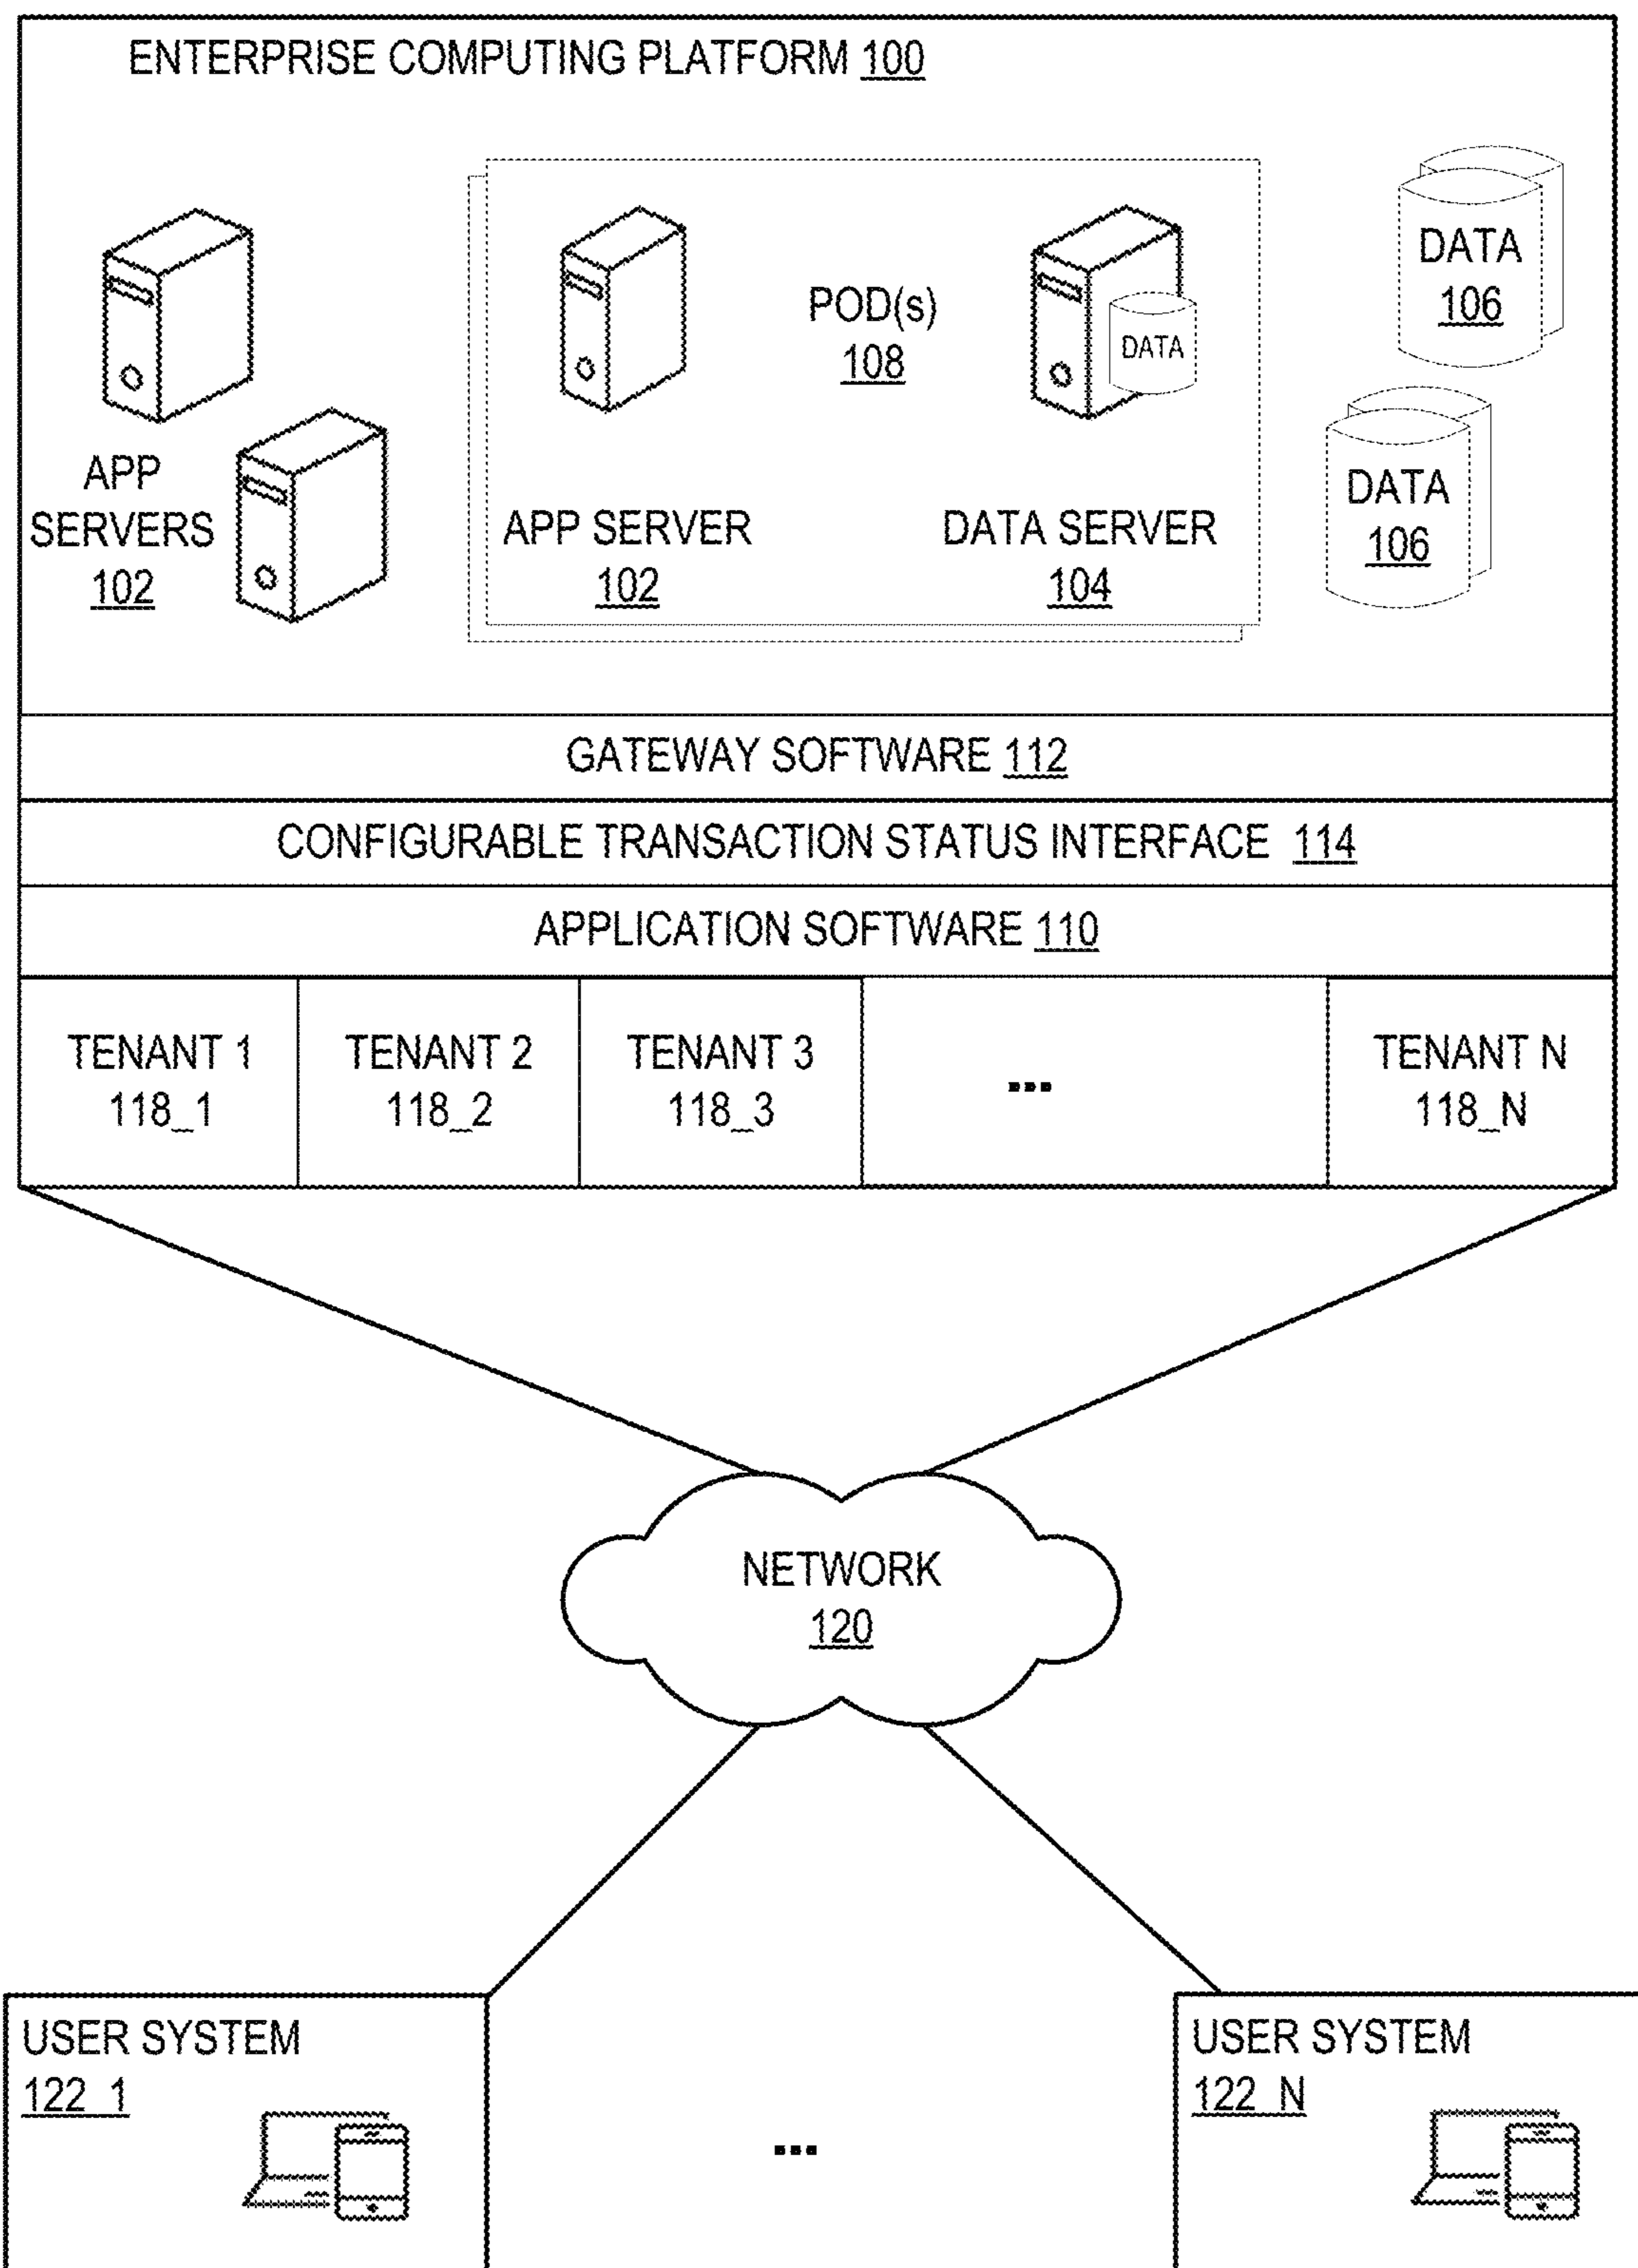 ENTERPRISE COMPUTING PLATFORM 100
APP
SERVERS
102
APP SERVER
102
POD(s)
108
DATA
DATA SERVER
104
DATA
106
DATA
106
GATEWAY SOFTWARE 112
CONFIGURABLE TRANSACTION STATUS INTERFACE 114
APPLICATION SOFTWARE 110
TENANT 1
118_1
TENANT 2
118_2
TENANT 3
118_3
...
TENANT N
118_N
NETWORK
120
USER SYSTEM
122_1
...
USER SYSTEM
122_N